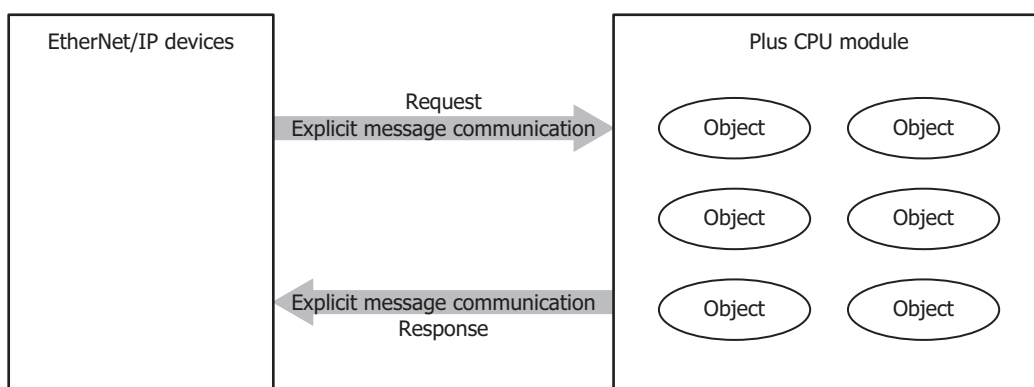 EtherNet/IP devices
Plus CPU module
Request
Explicit message communication
Object
Object
Object
Object
Explicit message communication
Response
Object
Object